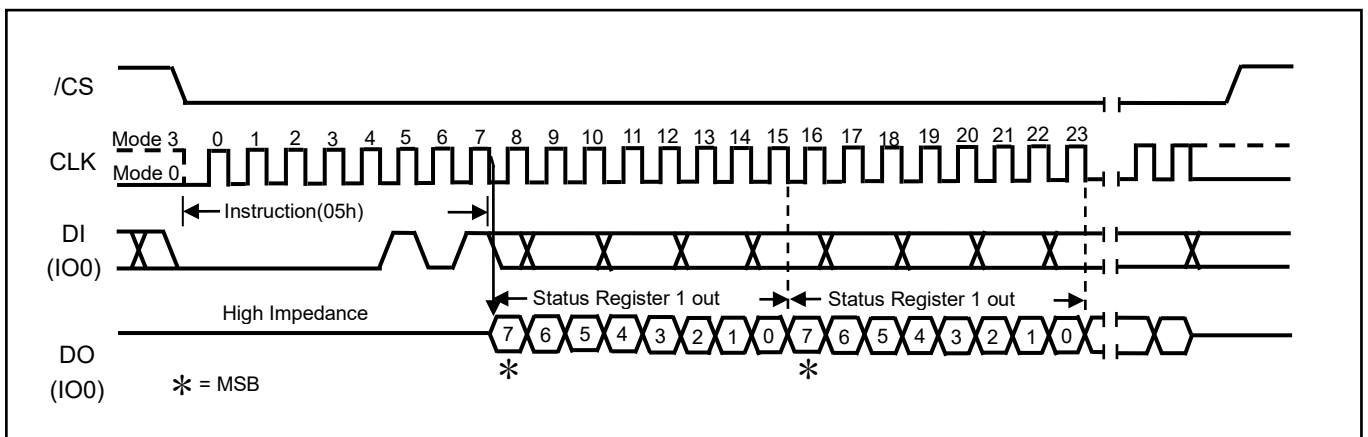 /CS
Mode 3 0 1 2 3 4 5 6 7 8 9 10 11 12 13 14 15 16 17 18 19 20 21 22 23
CLK
Mode 0
Instruction(05h)
DI
(IO0)
Status Register 1 out Status Register 1 out
High Impedance
7 6 5 4 3 2 1 0 7 6 5 4 3 2 1 0
DO
(IO0)
* = MSB
* *